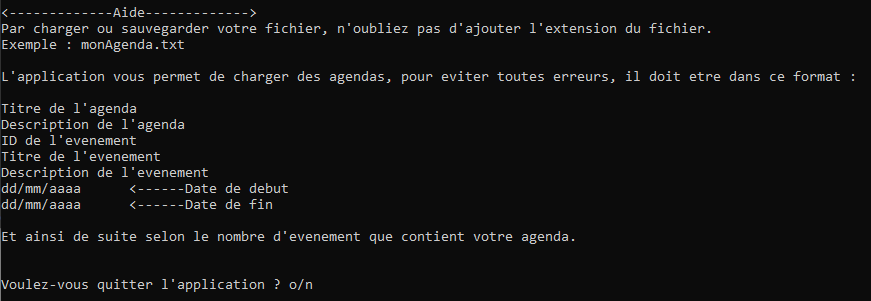 <-------------Aide------------->
Par charger ou sauvegarder votre fichier, n'oubliez pas d'ajouter l'extension du fichier.
Exemple : monAgenda.txt
L'application vous permet de charger des agendas, pour eviter toutes erreurs, il doit etre dans ce format :
Titre de l'agenda
Description de l'agenda
ID de l'evenement
Titre de l'evenement
Description de l'evenement
dd/mm/aaaa      <------Date de debut
dd/mm/aaaa      <------Date de fin
Et ainsi de suite selon le nombre d'evenement que contient votre agenda.
Voulez-vous quitter l'application ? o/n